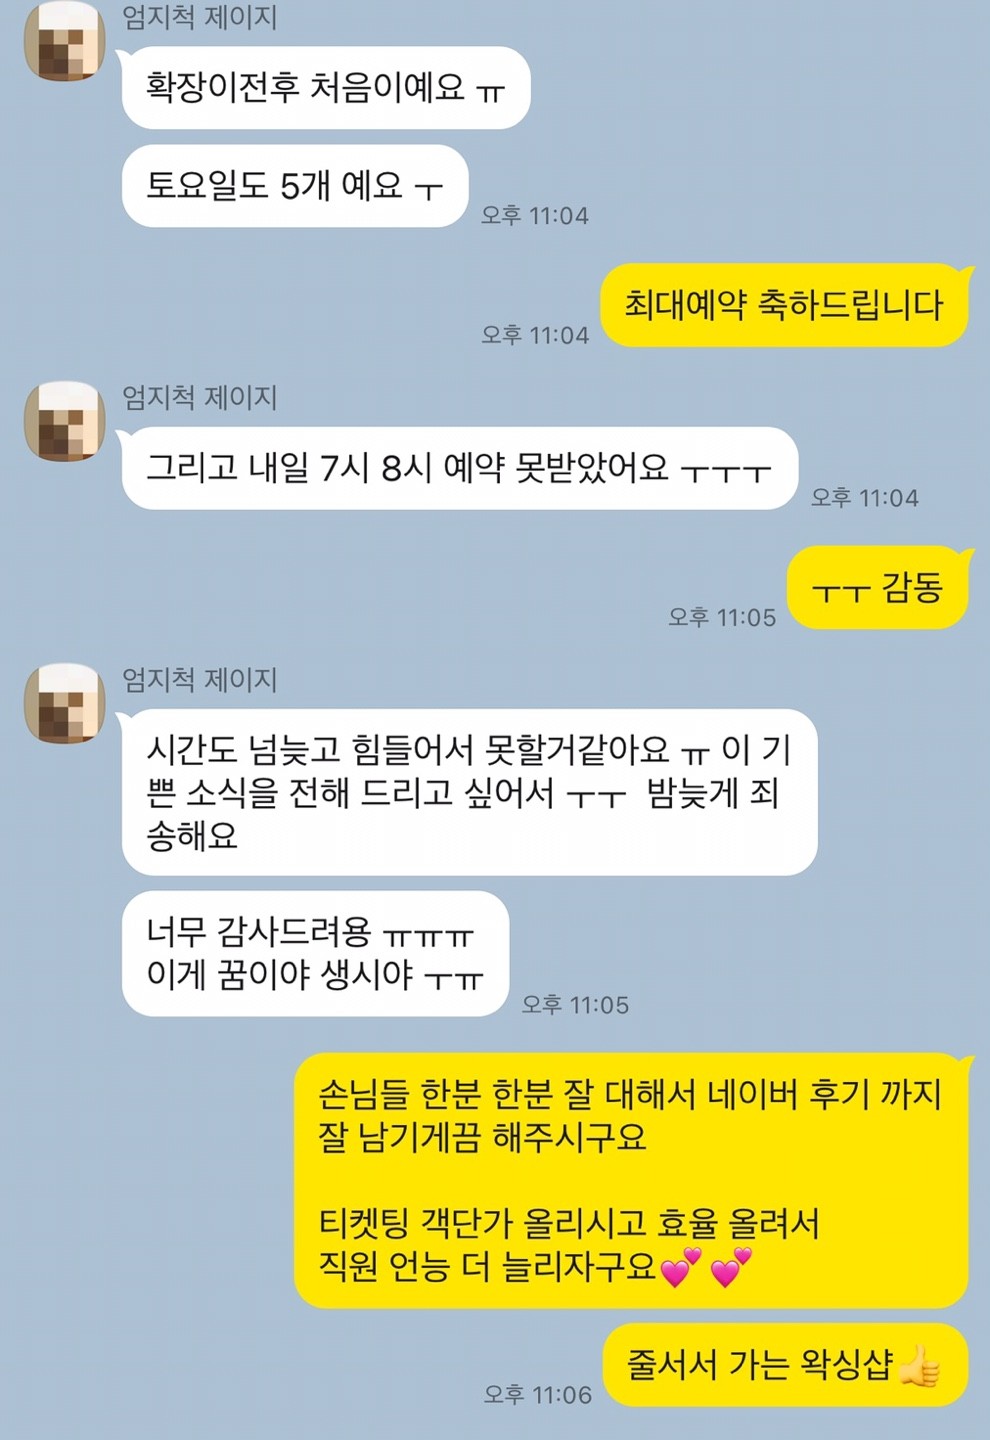 엄지척 제이지
확장이전후 처음이예요 ㅠ
토요일도 5개 예요 ㅜ
오후 11:04
최대예약 축하드립니다
오후 11:04
엄지척 제이지
그리고 내일 7시 8시 예약 못받았어요 ㅜㅜㅜ
오후 11:04
ㅜㅜ 감동
오후 11:05
엄지척 제이지
시간도 넘늦고 힘들어서 못할거같아요 ㅠ 이 기
쁜 소식을 전해 드리고 싶어서 ㅜㅜ 밤늦게 죄
송해요
너무 감사드려용 ㅠㅠㅠ
이게 꿈이야 생시야 ㅜㅠ
오후 11:05
손님들 한분 한분 잘 대해서 네이버 후기 까지
잘 남기게끔 해주시구요
티켓팅 객단가 올리시고 효율 올려서
직원 언능 더 늘리자구요💕💕
줄서서 가는 왁싱샵👍
오후 11:06